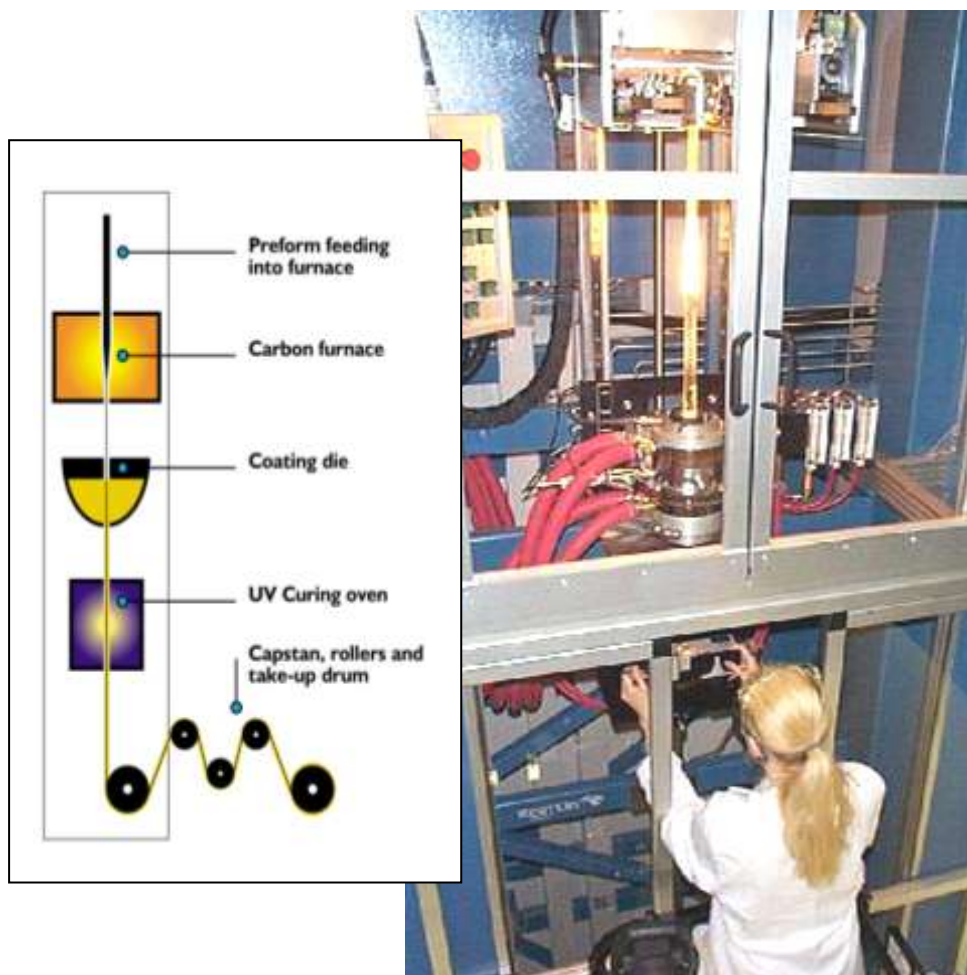 Preform feeding
into furnace
Carbon furnace
Coating die
UV Curing oven
Capstan, rollers and
take-up drum